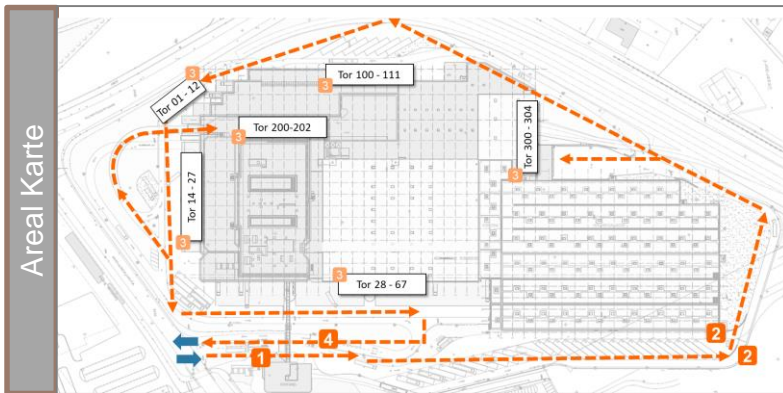 Areal Karte
3
Tor 01 - 12
Tor 100 - 111
3
Tor 200-202
3
Tor 300 - 304
3
Tor 14 - 27
3
3
Tor 28 - 67
4
1
2
2